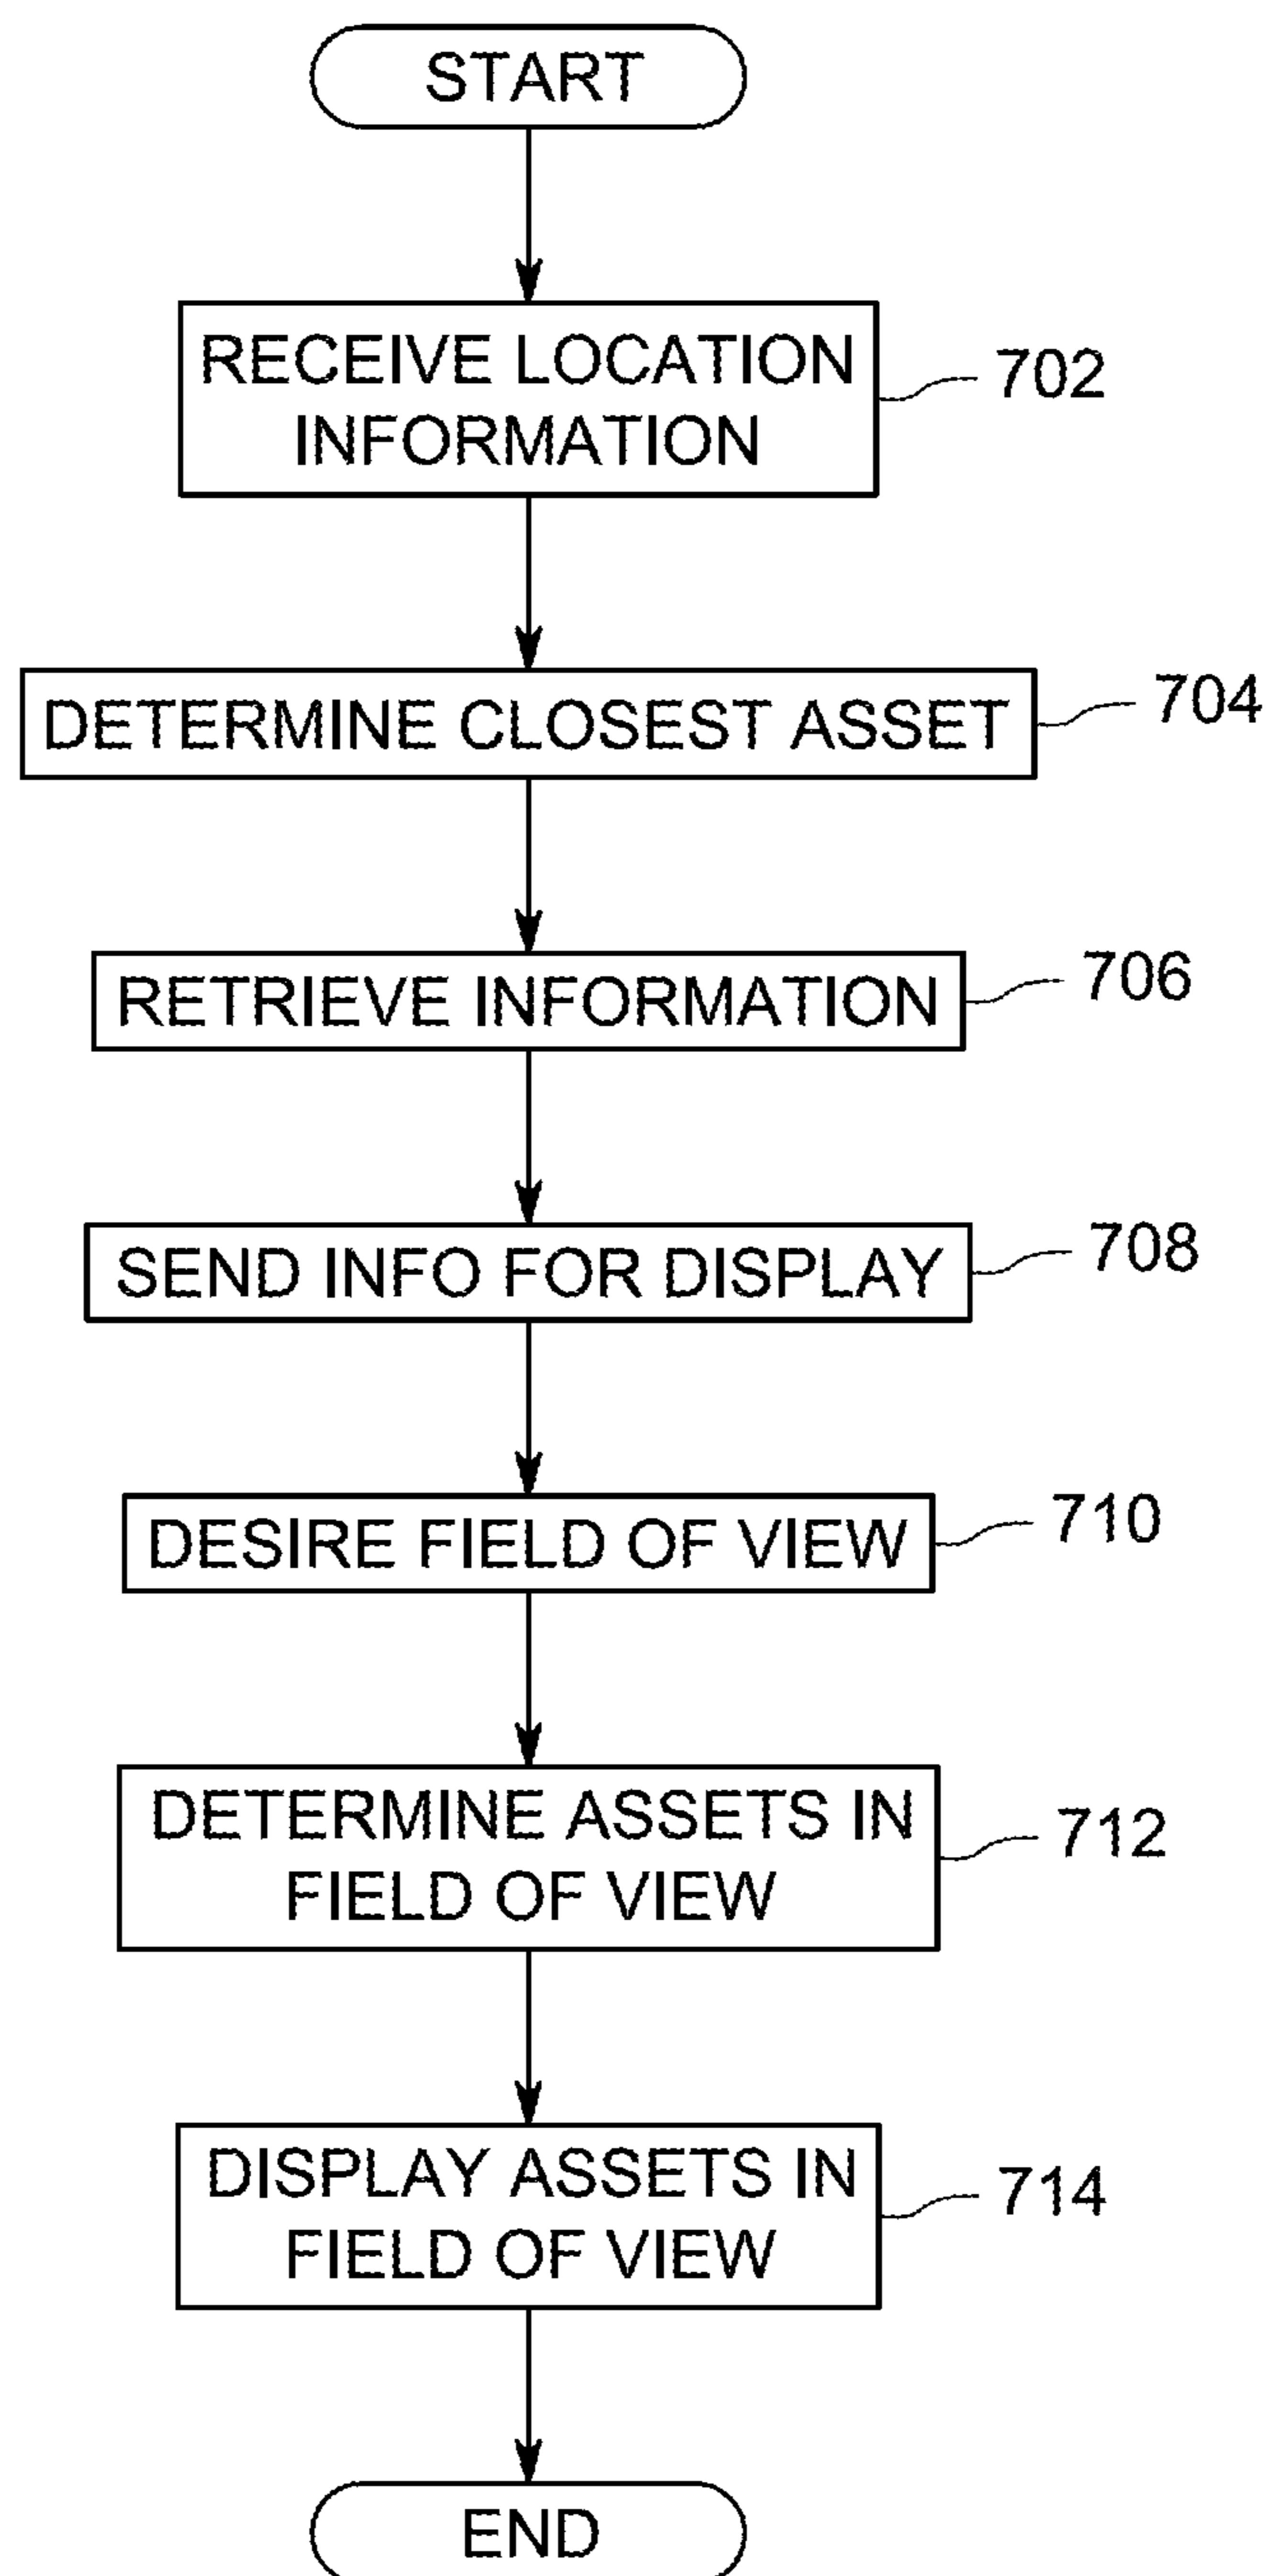 START
RECEIVE LOCATION
INFORMATION
702
DETERMINE CLOSEST ASSET
704
RETRIEVE INFORMATION
706
SEND INFO FOR DISPLAY
708
DESIRE FIELD OF VIEW
710
DETERMINE ASSETS IN
FIELD OF VIEW
712
DISPLAY ASSETS IN
FIELD OF VIEW
714
END